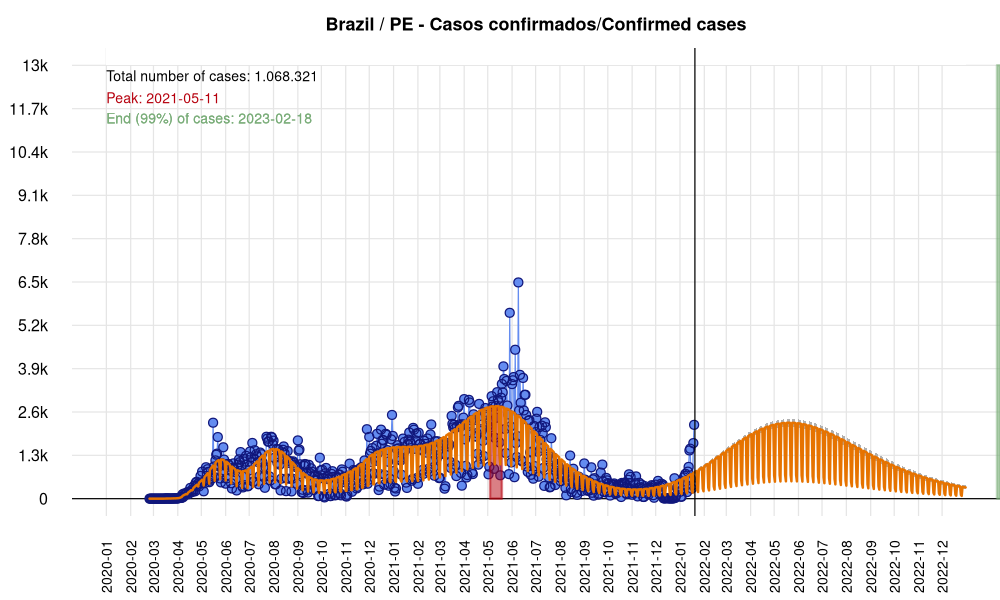 Brazil / PE - Casos confirmados/Confirmed cases
13k
Total number of cases: 1.068.321
Peak: 2021-05-11
End (99%) of cases: 2023-02-18
11.7k
10.4k
9.1k
7.8k
6.5k
5.2k
3.9k
2.6k
1.3k
0
2020-01
2020-02
2020-03
2020-04
2020-05
2020-06
2020-07
2020-08
2020-09
2020-10
2020-11
2020-12
2021-01
2021-02
2021-03
2021-04
2021-05
2021-06
2021-07
2021-08
2021-09
2021-10
2021-11
2021-12
2022-01
2022-02
2022-03
2022-04
2022-05
2022-06
2022-07
2022-08
2022-09
2022-10
2022-11
2022-12